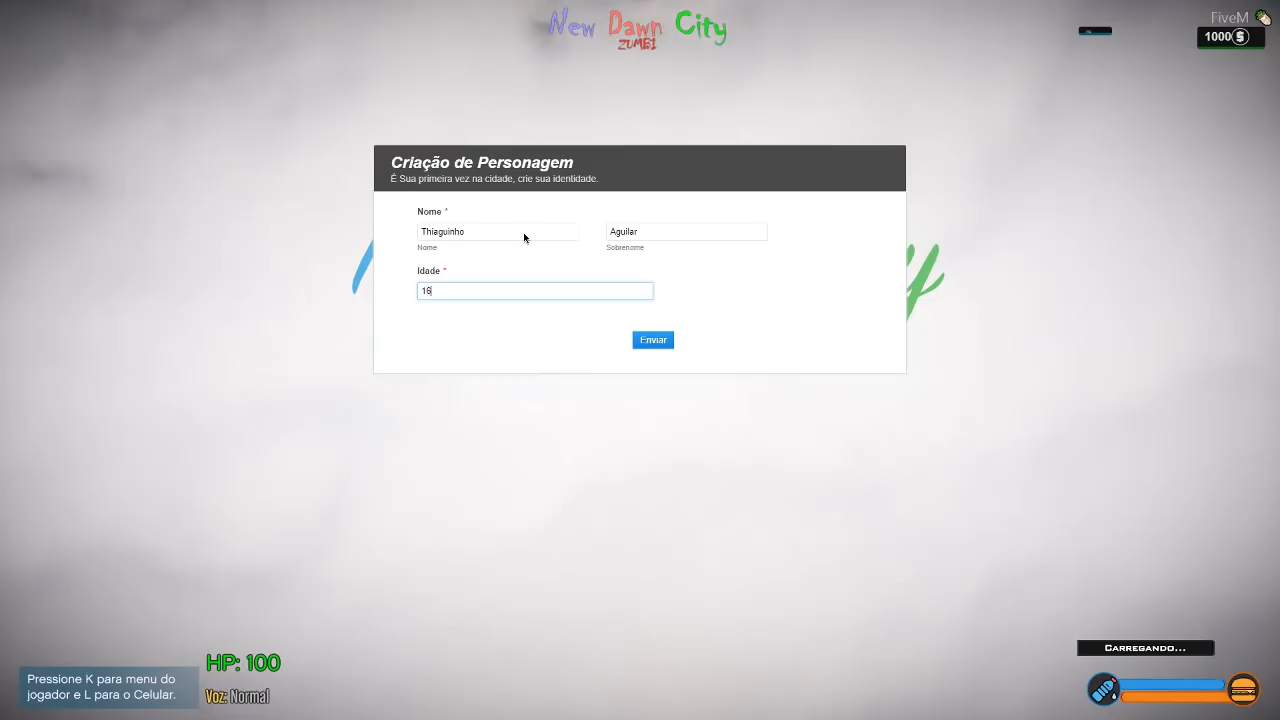 New Dawn City
ZUMBI
FiveM
1000
Criação de Personagem
É Sua primeira vez na cidade, crie sua identidade.
Nome *
Thiaguinho
Aguilar
Nome
Sobrenome
Idade *
16
y
Enviar
CARREGANDO...
HP: 100
Pressione K para menu do
jogador e L para o Celular.
Voz: Normal